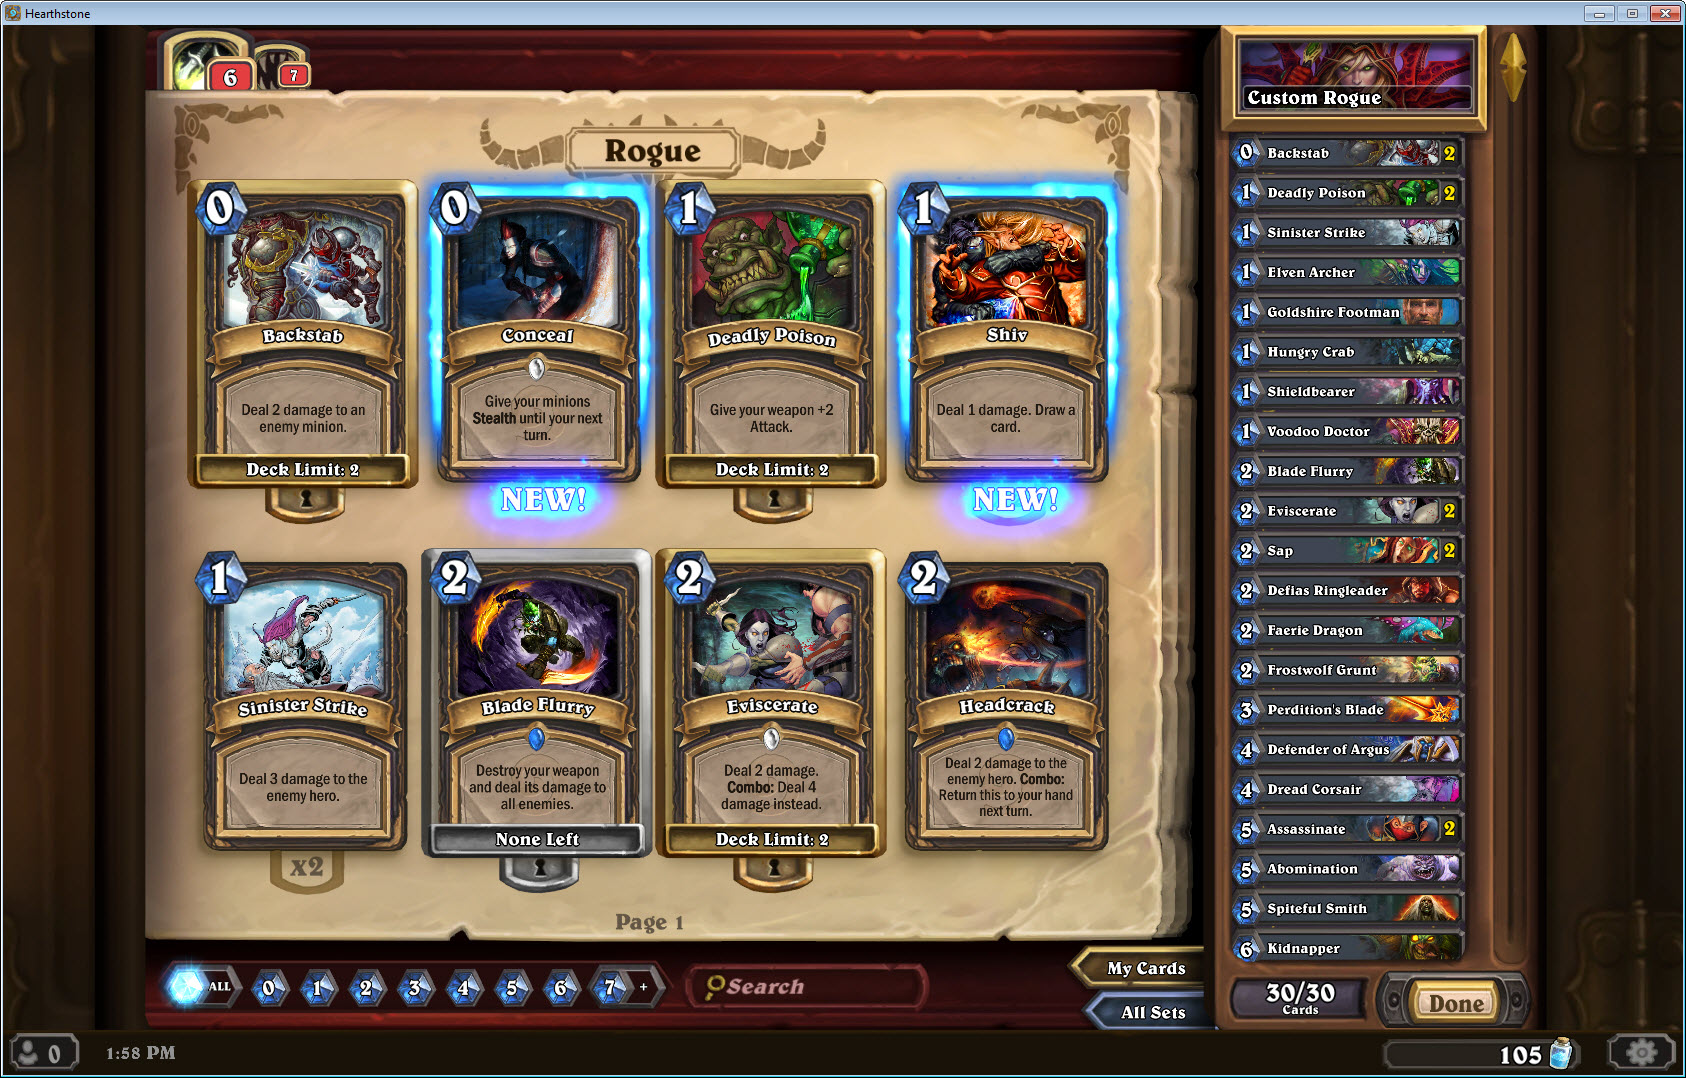 Hearthstone
6
7
Rogue
0
Backstab
Deal 2 damage to an
enemy minion.
Deck Limit: 2
0
Conceal
Give your minions
Stealth until your next
turn.
NEW!
1
Deadly Poison
Give your weapon +2
Attack.
Deck Limit: 2
1
Shiv
Deal 1 damage. Draw a
card.
NEW!
1
Sinister Strike
Deal 3 damage to the
enemy hero.
x2
2
Blade Flurry
Destroy your weapon
and deal its damage to
all enemies.
None Left
2
Eviscerate
Deal 2 damage.
Combo: Deal 4
damage instead.
Deck Limit: 2
2
Headcrack
Deal 2 damage to the
enemy hero. Combo:
Return this to your hand
next turn.
Page 1
ALL 0 1 2 3 4 5 6 7 +
Search
My Cards
All Sets
Custom Rogue
0 Backstab 2
1 Deadly Poison 2
1 Sinister Strike
1 Elven Archer
1 Goldshire Footman
1 Hungry Crab
1 Shieldbearer
1 Voodoo Doctor
2 Blade Flurry
2 Eviscerate 2
2 Sap 2
2 Defias Ringleader
2 Faerie Dragon
2 Frostwolf Grunt
3 Perdition's Blade
4 Defender of Argus
4 Dread Corsair
5 Assassinate 2
5 Abomination
5 Spiteful Smith
6 Kidnapper
30/30
Cards
Done
0
1:58 PM
105